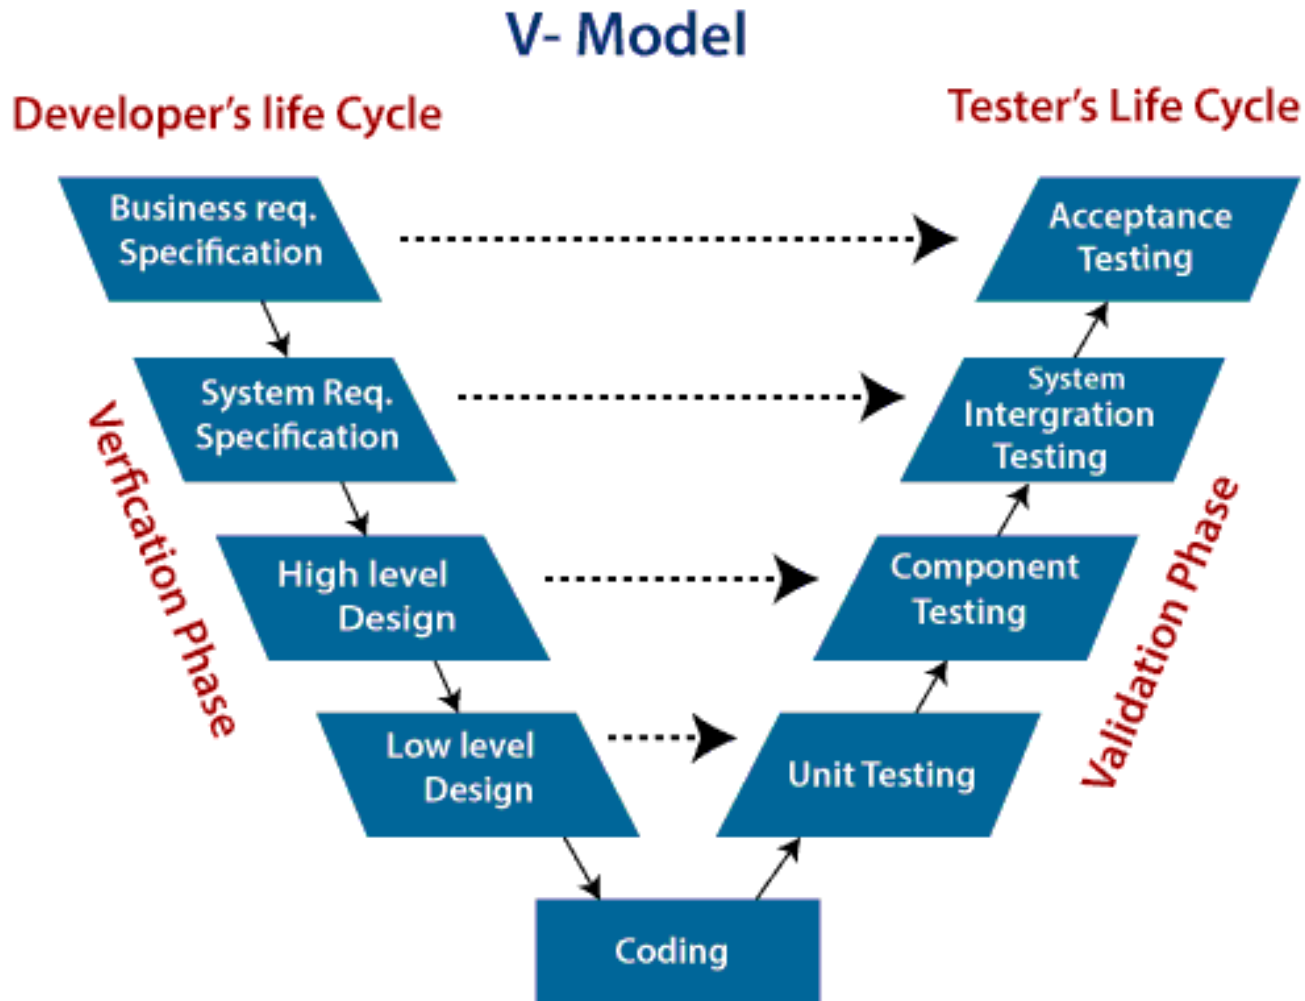 V- Model
Developer's life Cycle
Tester's Life Cycle
Business req.
Specification
Acceptance
Testing
System Req.
Specification
System
Intergration
Testing
Verfication Phase
High level
Design
Component
Testing
Validation Phase
Low level
Design
Unit Testing
Coding